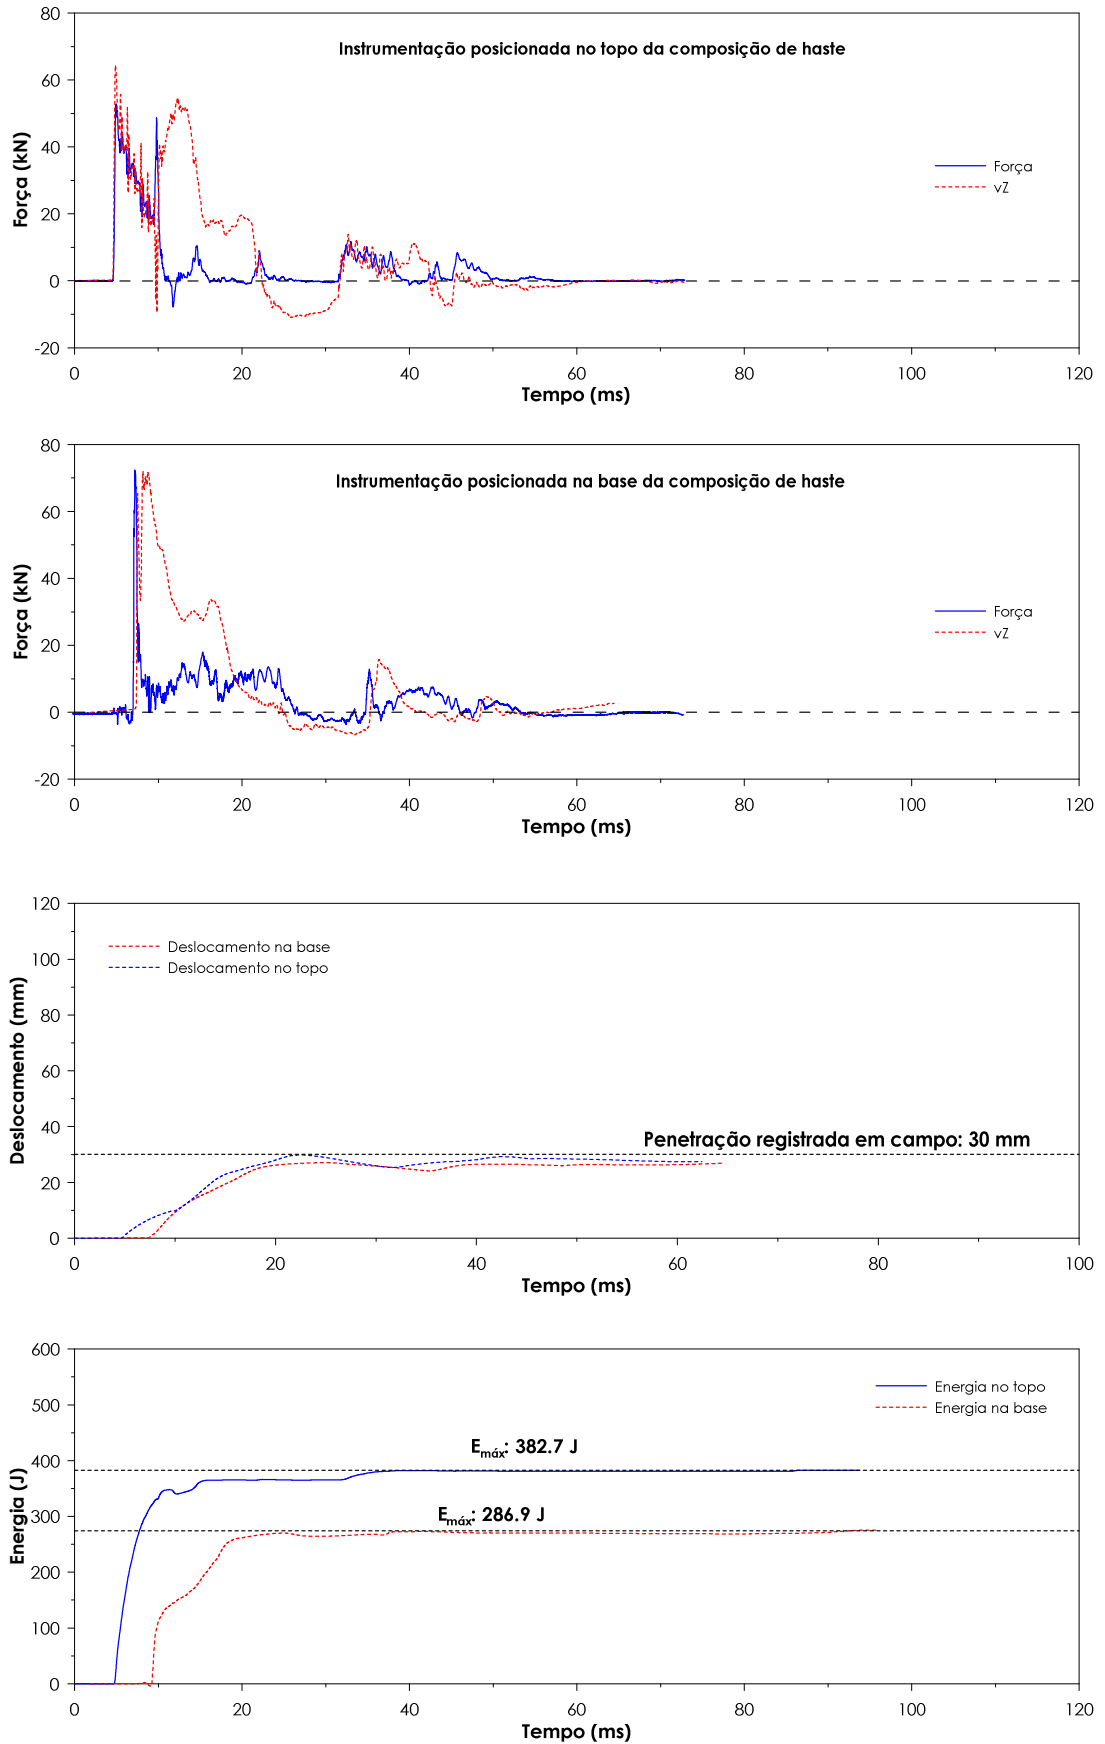 80
60
40
20
0
-20
Força (kN)
Instrumentação posicionada no topo da composição de haste
Força
vZ
0 20 40 60 80 100 120
Tempo (ms)
80
60
40
20
0
-20
Força (kN)
Instrumentação posicionada na base da composição de haste
Força
vZ
0 20 40 60 80 100 120
Tempo (ms)
120
100
80
60
40
20
0
Deslocamento (mm)
Deslocamento na base
Deslocamento no topo
Penetração registrada em campo: 30 mm
0 20 40 60 80 100
Tempo (ms)
600
500
400
300
200
100
0
Energia (J)
Energia no topo
Energia na base
Emáx: 382.7 J
Emáx: 286.9 J
0 20 40 60 80 100 120
Tempo (ms)